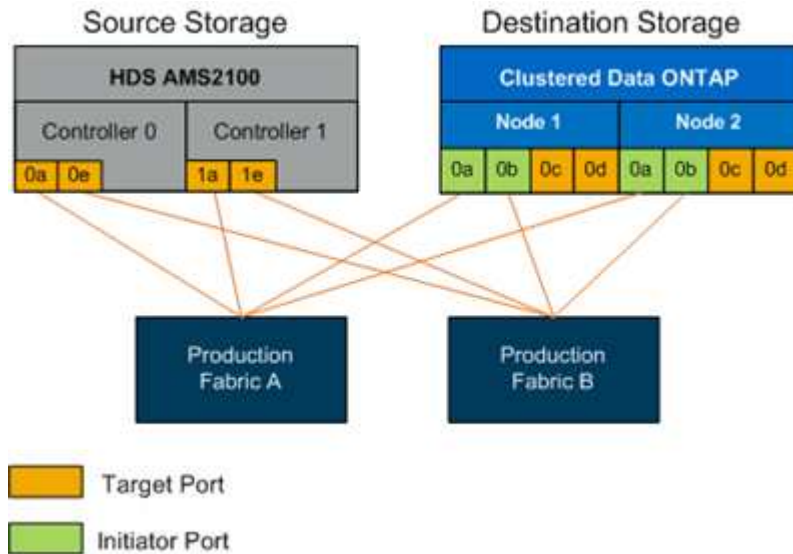 Source Storage
Destination Storage
HDS AMS2100
Clustered Data ONTAP
Controller 0
Controller 1
Node 1
Node 2
0a 0e
1a 1e
0a 0b 0c 0d
0a 0b 0c 0d
Production
Fabric A
Production
Fabric B
Target Port
Initiator Port